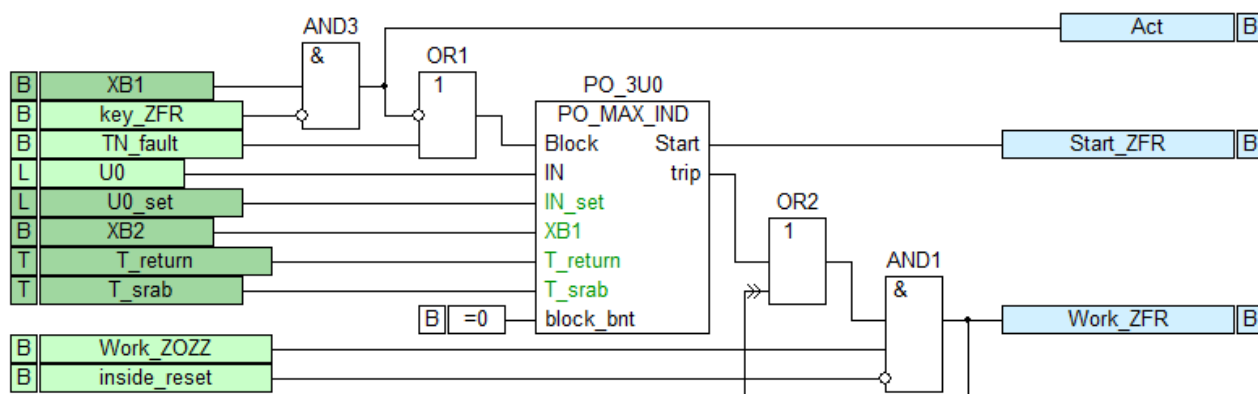 AND3
&
Act B
OR1
B XB1
1
PO_3U0
B key_ZFR
PO_MAX_IND
B TN_fault
Block Start
Start_ZFR B
L U0
IN trip
L U0_set
IN_set
OR2
B XB2
XB1
1
T T_return
T_return
AND1
T T_srab
T_srab
&
B =0
block_bnt
Work_ZFR B
B Work_ZOZZ
B inside_reset